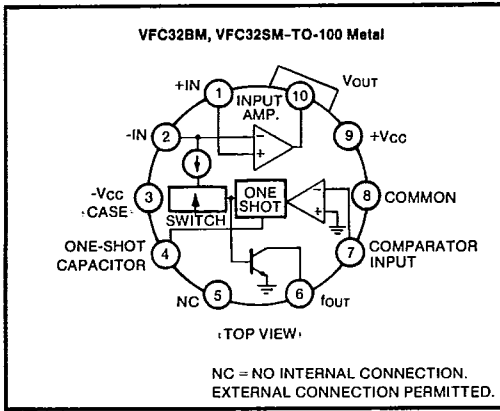 VFC32BM, VFC32SM-TO-100 Metal
+IN
VOUT
1
INPUT
AMP.
10
-IN
2
-
+
9
+VCC
-VCC
CASE
3
SWITCH
ONE
SHOT
-
+
8
COMMON
ONE-SHOT
CAPACITOR
4
7
COMPARATOR
INPUT
NC
5
6
fOUT
(TOP VIEW)
NC = NO INTERNAL CONNECTION.
EXTERNAL CONNECTION PERMITTED.